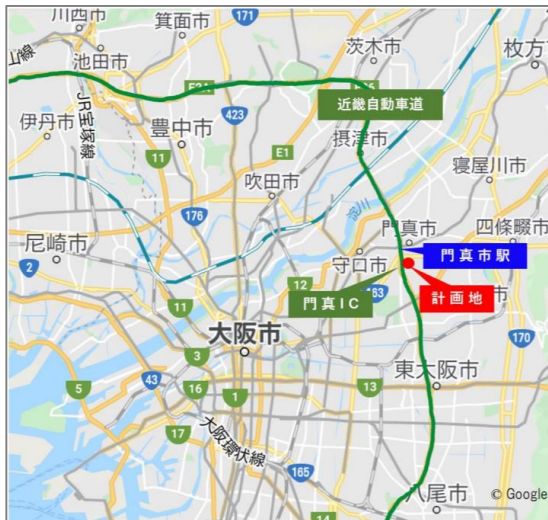 川西市
箕面市
171
茨木市
枚方
池田市
山線
E2A
近畿自動車道
423
JR宝塚線
伊丹市
豊中市
摂津市
11
E1
寝屋川市
吹田市
淀川
176
門真市
四條畷市
尼崎市
門真市駅
2
守口市
12
計画地
市
門真IC
163
11
大阪市
170
3
東大阪市
5
43
16
1
13
17
大阪環状線
165
八尾市
© Google
14